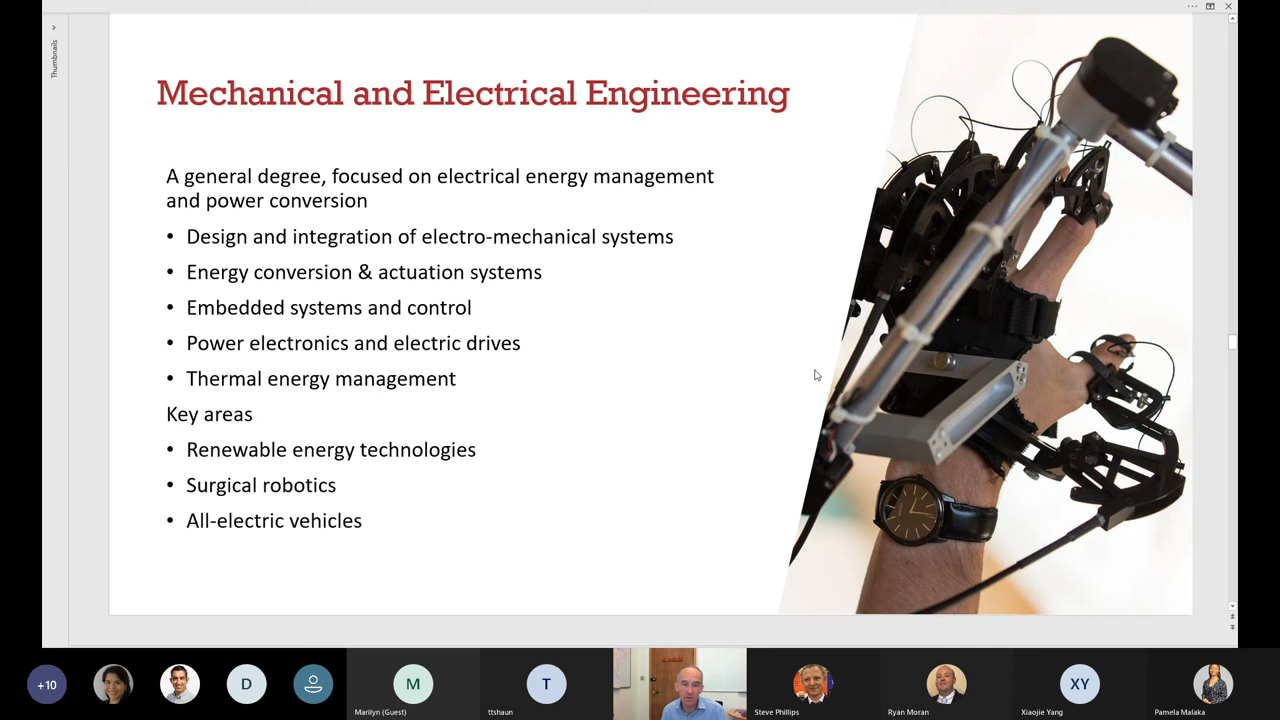 Thumbnails
Mechanical and Electrical Engineering
A general degree, focused on electrical energy management
and power conversion
• Design and integration of electro-mechanical systems
• Energy conversion & actuation systems
• Embedded systems and control
• Power electronics and electric drives
• Thermal energy management
Key areas
• Renewable energy technologies
• Surgical robotics
• All-electric vehicles
+10
D
M
T
XY
Marilyn (Guest)
ttshaun
Steve Phillips
Ryan Moran
Xiaojie Yang
Pamela Malaka